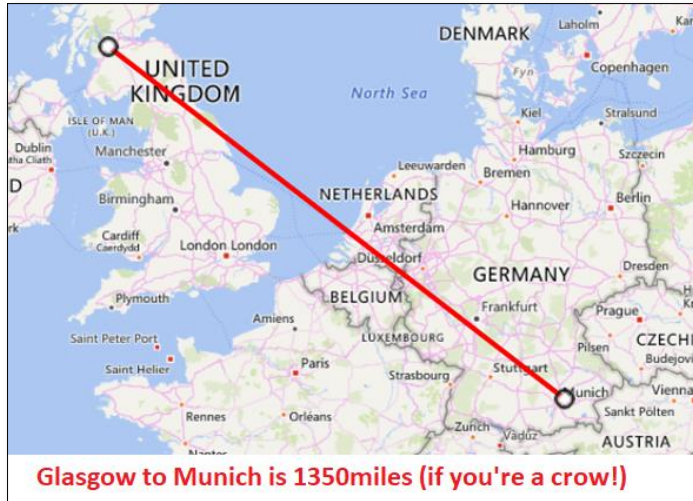 DENMARK
Laholm
Copenhagen
UNITED
KINGDOM
North Sea
Fyn
ISLE OF MAN
(U.K.)
Kiel
Stralsund
Dublin
Manchester
Hamburg
Leeuwarden
Szczecin
Bremen
Birmingham
NETHERLANDS
Hannover
Berlin
Amsterdam
Cardiff
Caerdydd
London London
Düsseldorf
Dresden
GERMANY
BELGIUM
Plymouth
Frankfurt
Prague
Amiens
LUXEMBOURG
Saint Peter Port
Pilsen
CZECH
Saint Helier
Paris
Stuttgart
Budejovi
Strasbourg
Munich
Vienna
Rennes
Orléans
Sankt Pölten
Zurich
Vaduz
AUSTRIA
Nantes
Glasgow to Munich is 1350miles (if you're a crow!)